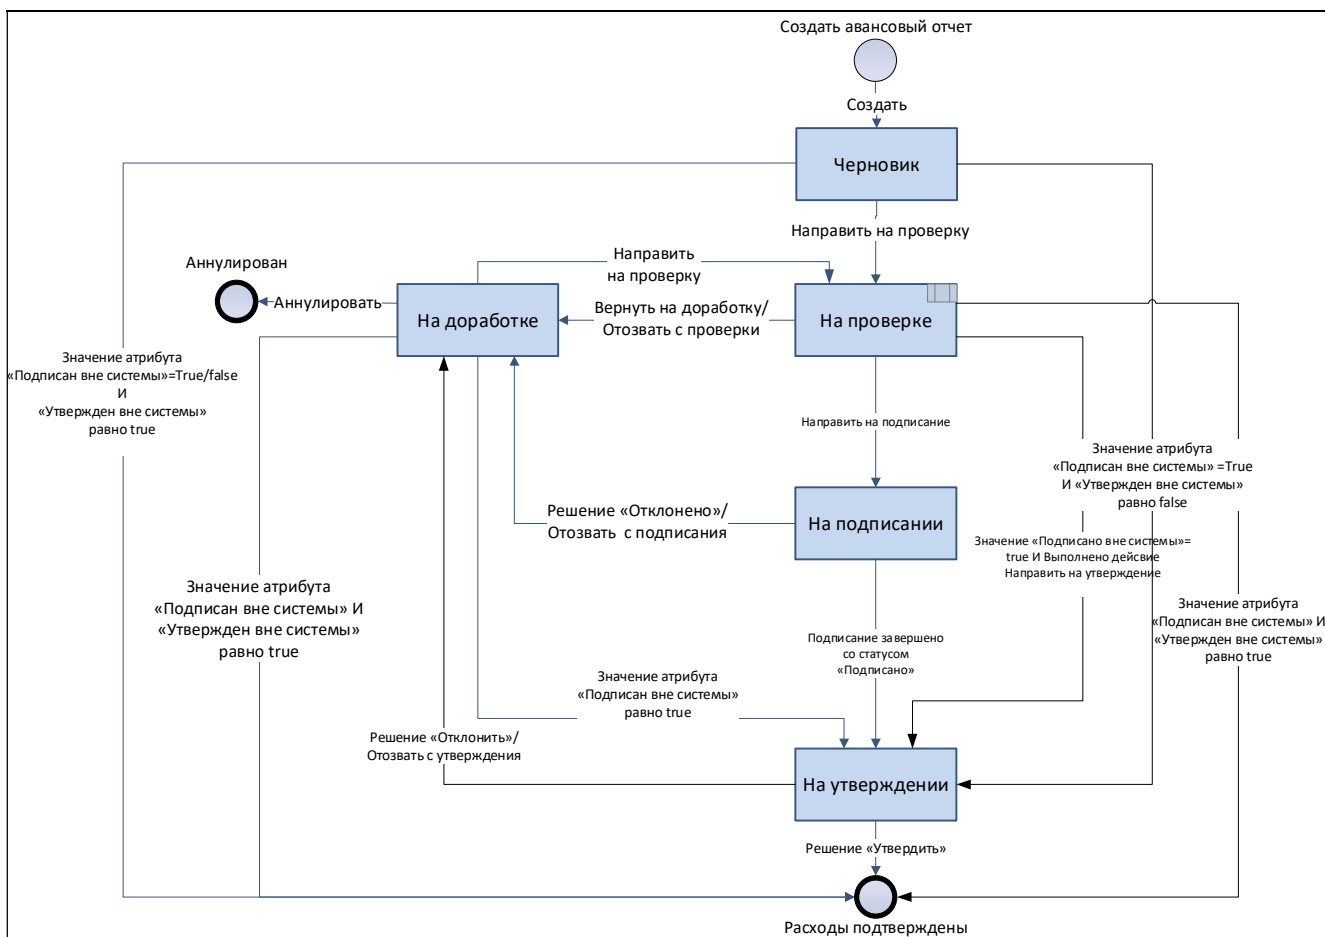 Создать авансовый отчет
Создать
Черновик
Направить на проверку
Направить
на проверку
Аннулирован
Аннулировать
На доработке
Вернуть на доработку/
Отозвать с проверки
На проверке
Значение атрибута
«Подписан вне системы»=True/false
И
«Утвержден вне системы»
равно true
Направить на подписание
Значение атрибута
«Подписан вне системы» =True
И «Утвержден вне системы»
равно false
Решение «Отклонено»/
Отозвать с подписания
На подписании
Значение «Подписано вне системы»=
true И Выполнено дейсвие
Направить на утверждение
Значение атрибута
«Подписан вне системы» И
«Утвержден вне системы»
равно true
Значение атрибута
«Подписан вне системы» И
«Утвержден вне системы»
равно true
Подписание завершено
со статусом
«Подписано»
Значение атрибута
«Подписан вне системы»
равно true
Решение «Отклонить»/
Отозвать с утверждения
На утверждении
Решение «Утвердить»
Расходы подтверждены